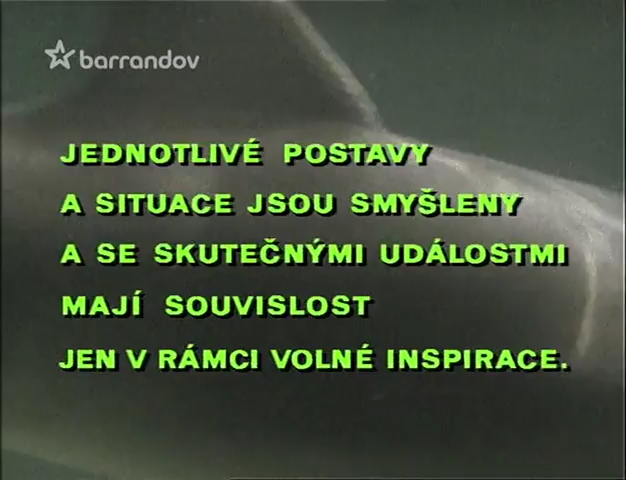 barrandov
JEDNOTLIVÉ POSTAVY
A SITUACE JSOU SMYŠLENY
A SE SKUTEČNÝMI UDÁLOSTMI
MAJÍ SOUVISLOST
JEN V RÁMCI VOLNÉ INSPIRACE.